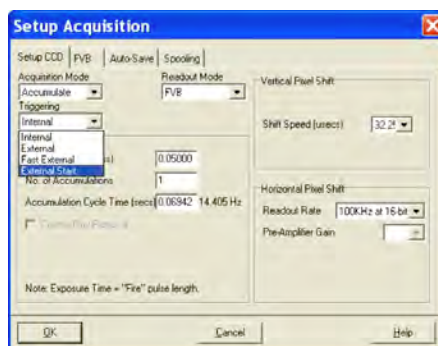 Setup Acquisition
Setup CCD FVB Auto-Save Spooling
Acquisition Mode
Accumulate
Readout Mode
FVB
Triggering
Internal
Internal
External
Fast External
External Start
0.05000
No. of Accumulations 1
Accumulation Cycle Time (secs) 0.06942 14.405 Hz
Note: Exposure Time = "Fire" pulse length.
Vertical Pixel Shift
Shift Speed (usecs)
Horizontal Pixel Shift
Readout Rate 100KHz at 16-bit
Pre-Amplifier Gain
OK Cancel Help